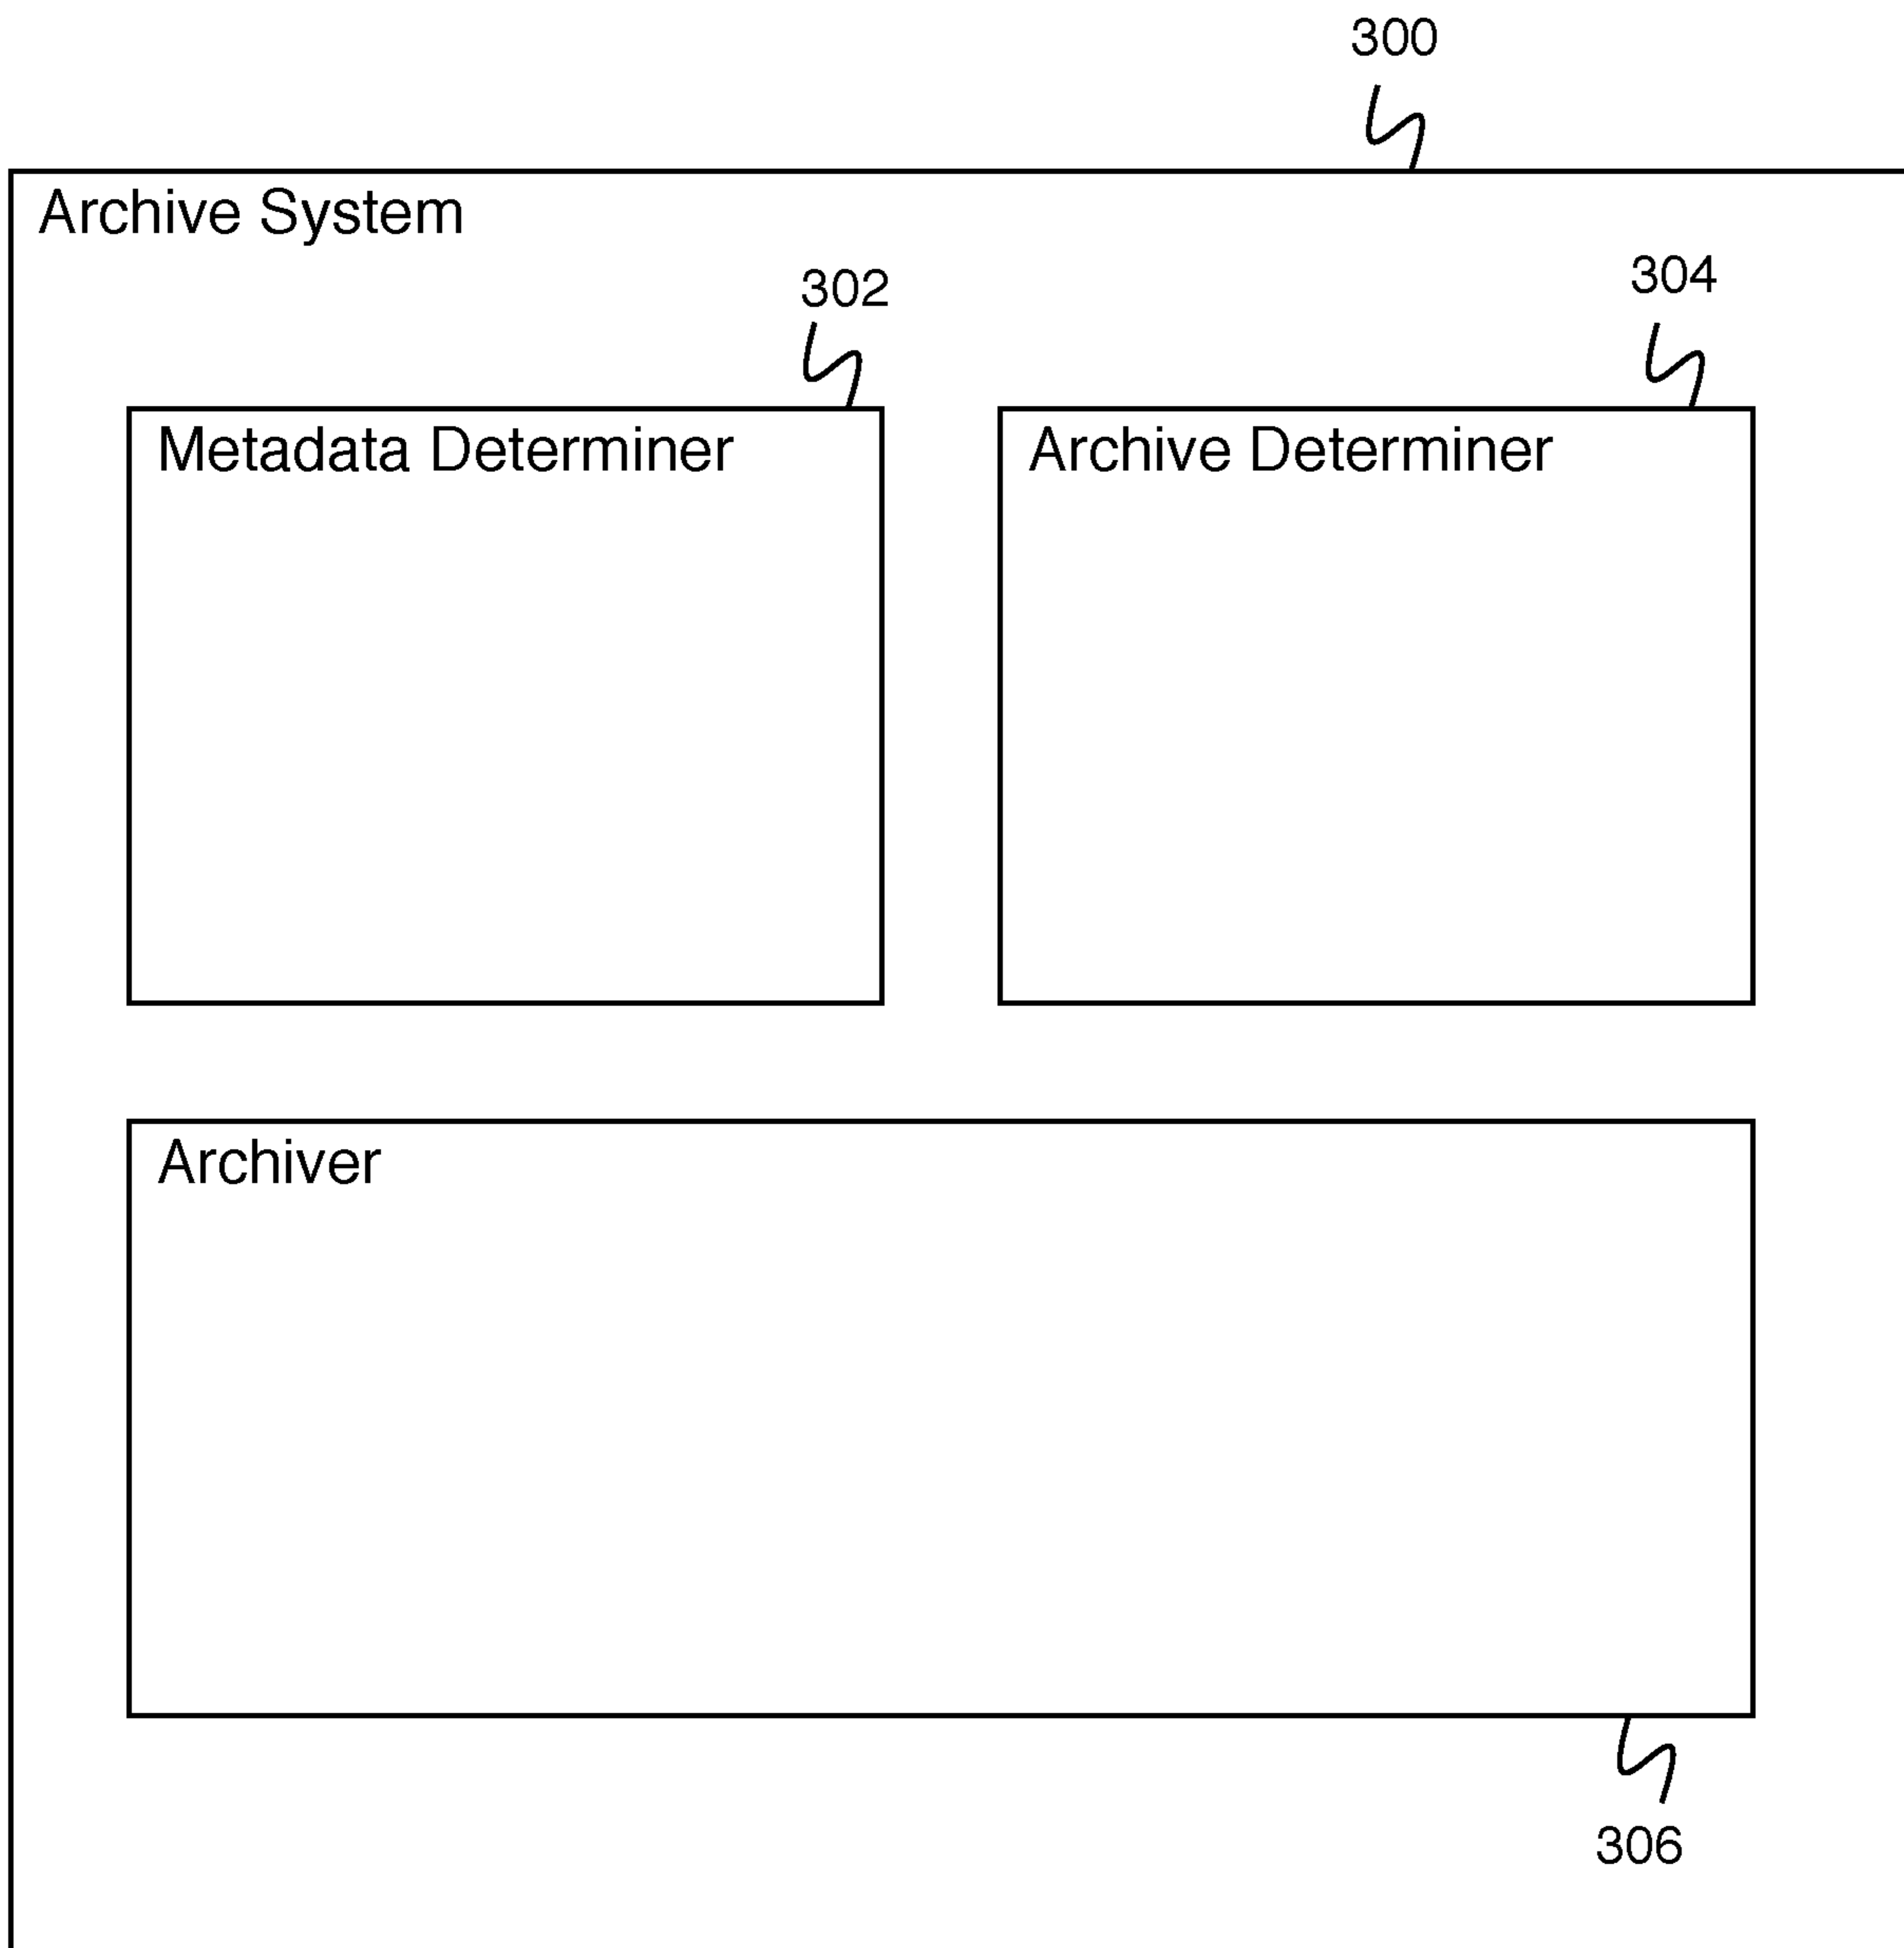 300
Archive System
302
304
Metadata Determiner
Archive Determiner
Archiver
306